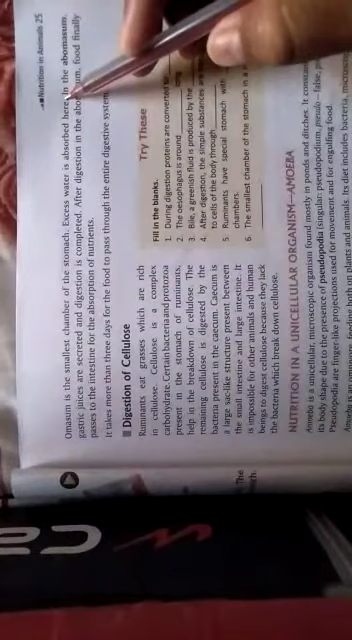 Nutrition in Animals 25
Omasum is the smallest chamber of the stomach. Excess water is absorbed here. In the abomasum,
gastric juices are secreted and digestion is completed. After digestion in the food finally
passes to the intestine for the absorption of nutrients.
It takes more than three days for the food to pass through the entire digestive system.
Digestion of Cellulose
Ruminants eat grasses which are rich
in cellulose. Cellulose is a complex
carbohydrate. Certain bacteria and protozoa
present in the stomach of ruminants,
help in the breakdown of cellulose. The
remaining cellulose is digested by the
bacteria present in the caecum. Caecum is
a large sac-like structure present between
the small intestine and large intestine. It
is impossible for other animals and human
beings to digest cellulose because they lack
the bacteria which break down cellulose.
Try These
Fill in the blanks.
1. During digestion proteins are converted
2. The oesophagus is around
3. Bile, a greenish fluid is produced by the
4. After digestion, the simple substances are
to cells of the body through
5. Ruminants have special stomach with
chambers.
6. The smallest chamber of the stomach in a
NUTRITION IN A UNICELLULAR ORGANISM—AMOEBA
Amoeba is a unicellular, microscopic organism found mostly in ponds and ditches. It
its body shape due to the presence of pseudopodia (singular: pseudopodium, pseudo – false,
Pseudopodia are finger-like projections used for movement and for engulfing food.
both on plants and animals. Its diet includes bacteria,
The